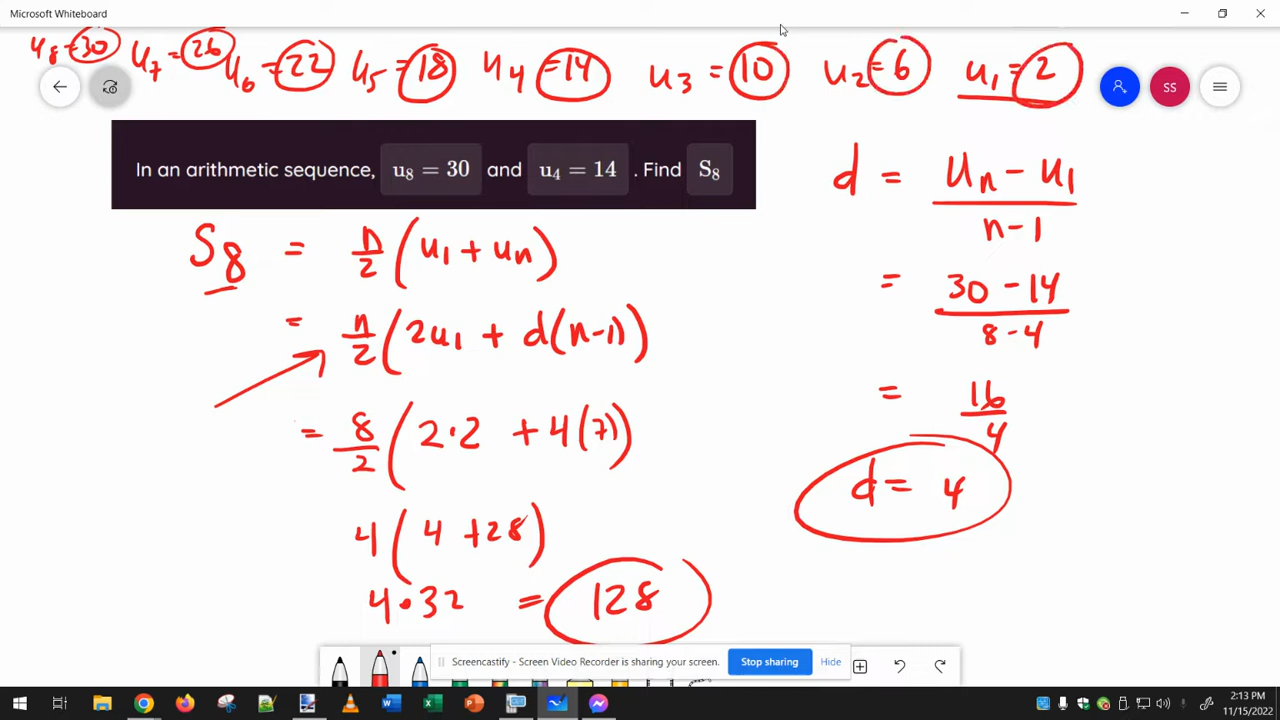 Microsoft Whiteboard
u8 = 30 u7 = 26 u6 = 22 u5 = 18 u4 = 14 u3 = 10 u2 = 6 u1 = 2
SS
In an arithmetic sequence, u8 = 30 and u4 = 14 . Find S8
S8 = n/2 (u1 + un)
= n/2 (2u1 + d(n-1))
= 8/2 (2·2 + 4(7))
4(4 + 28)
4·32 = 128
d = un - u1 / n-1
= 30 - 14 / 8-4
= 16/4
d = 4
Screencastify - Screen Video Recorder is sharing your screen. Stop sharing Hide
2:13 PM
11/15/2022